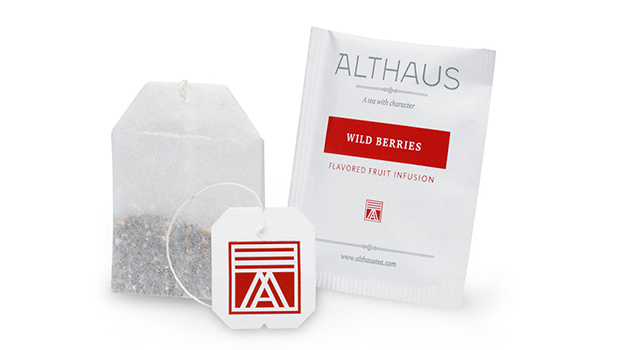 ALTHAUS
A tea with character
WILD BERRIES
FLAVORED FRUIT INFUSION
www.althaustea.com